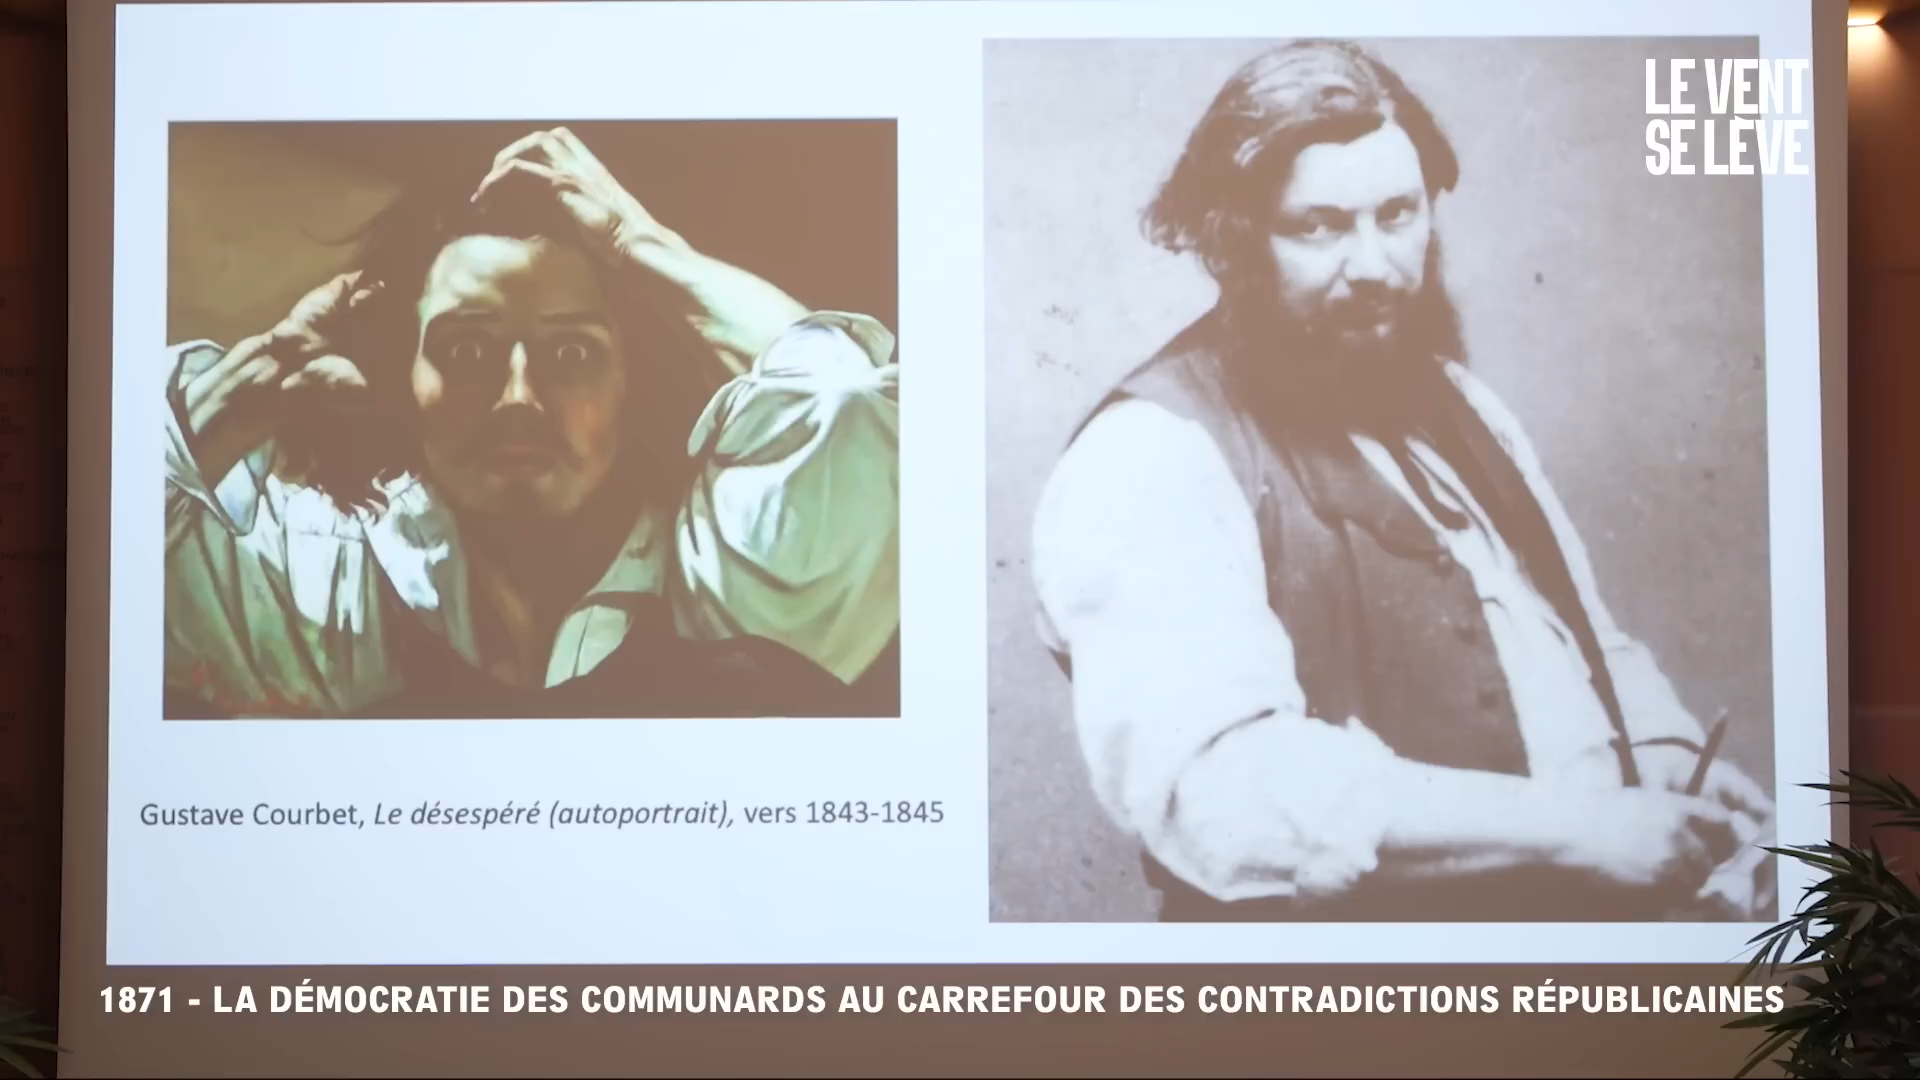 LE VENT
SE LÈVE
Gustave Courbet, Le désespéré (autoportrait), vers 1843-1845
1871 - LA DÉMOCRATIE DES COMMUNARDS AU CARREFOUR DES CONTRADICTIONS RÉPUBLICAINES